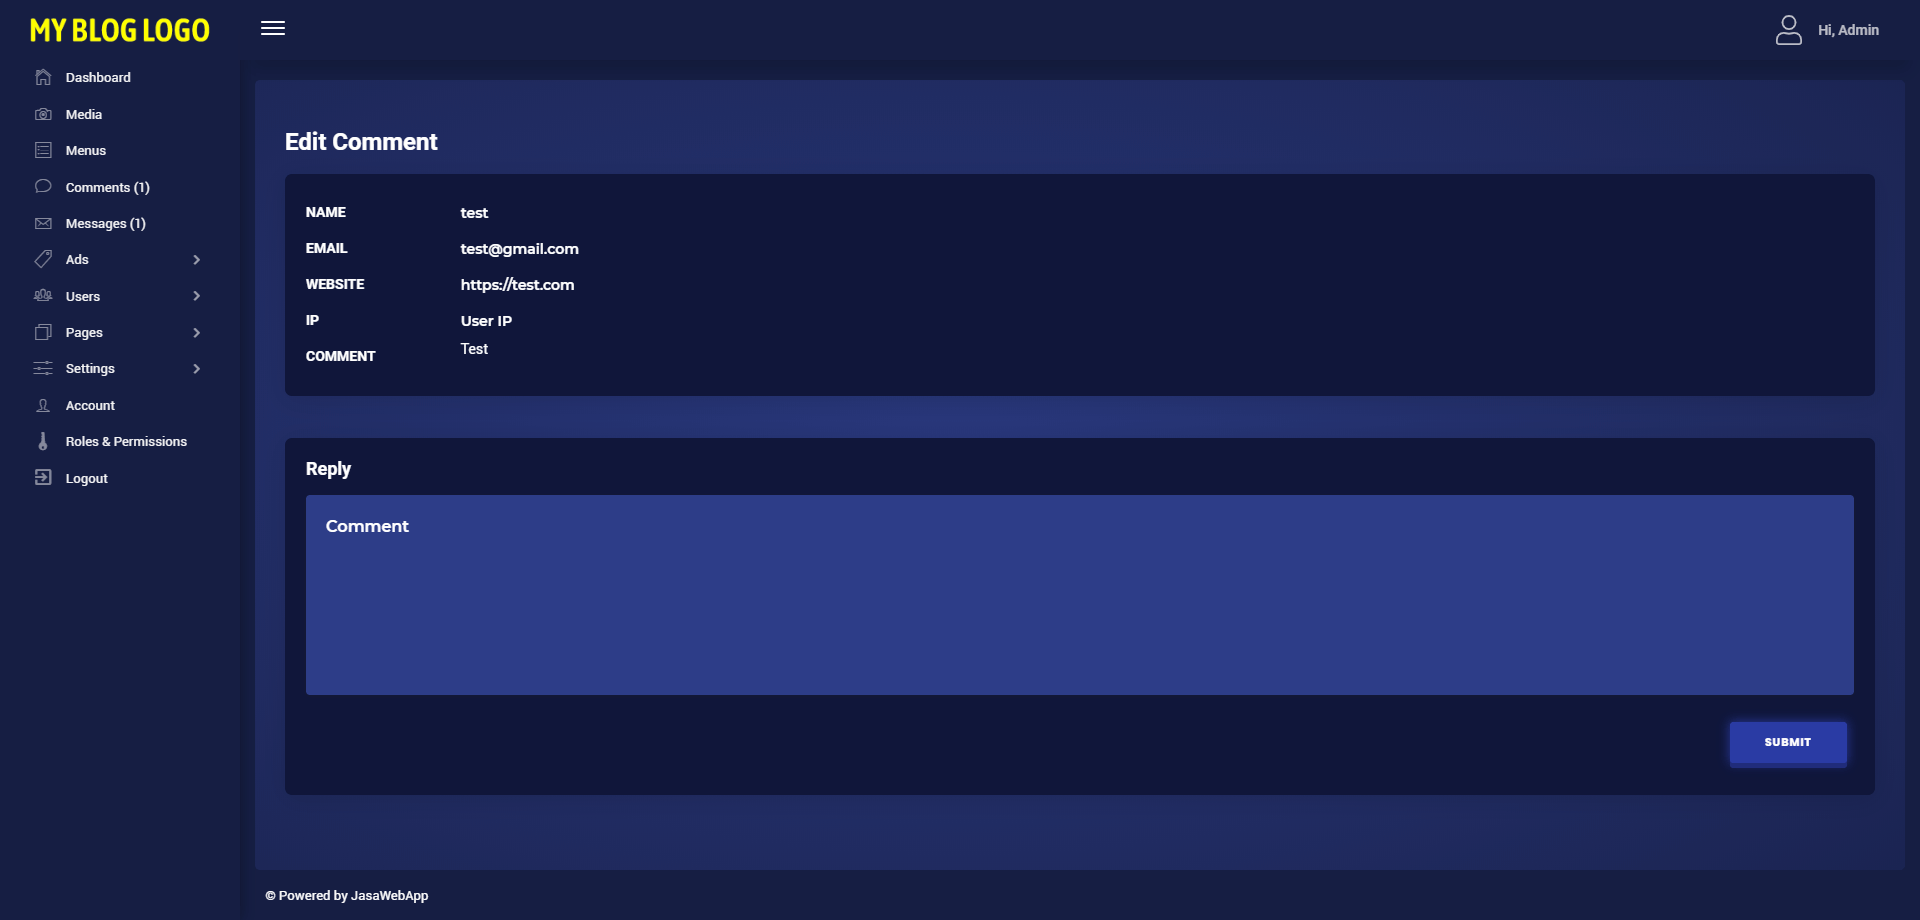 MY BLOG LOGO
Hi, Admin
Dashboard
Media
Menus
Comments (1)
Messages (1)
Ads
Users
Pages
Settings
Account
Roles & Permissions
Logout
Edit Comment
NAME test
EMAIL test@gmail.com
WEBSITE https://test.com
IP User IP
COMMENT Test
Reply
Comment
SUBMIT
© Powered by JasaWebApp